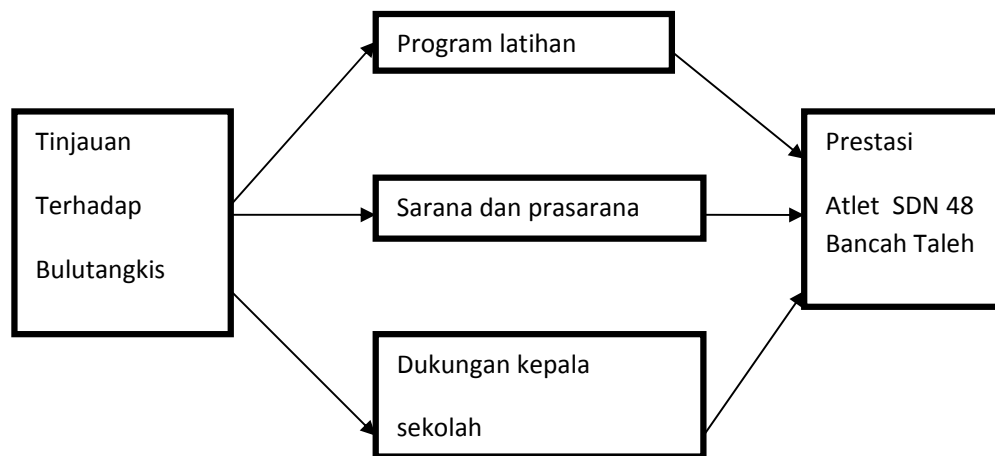 Program latihan
Tinjauan
Terhadap
Bulutangkis
Sarana dan prasarana
Dukungan kepala
sekolah
Prestasi
Atlet SDN 48
Bancah Taleh